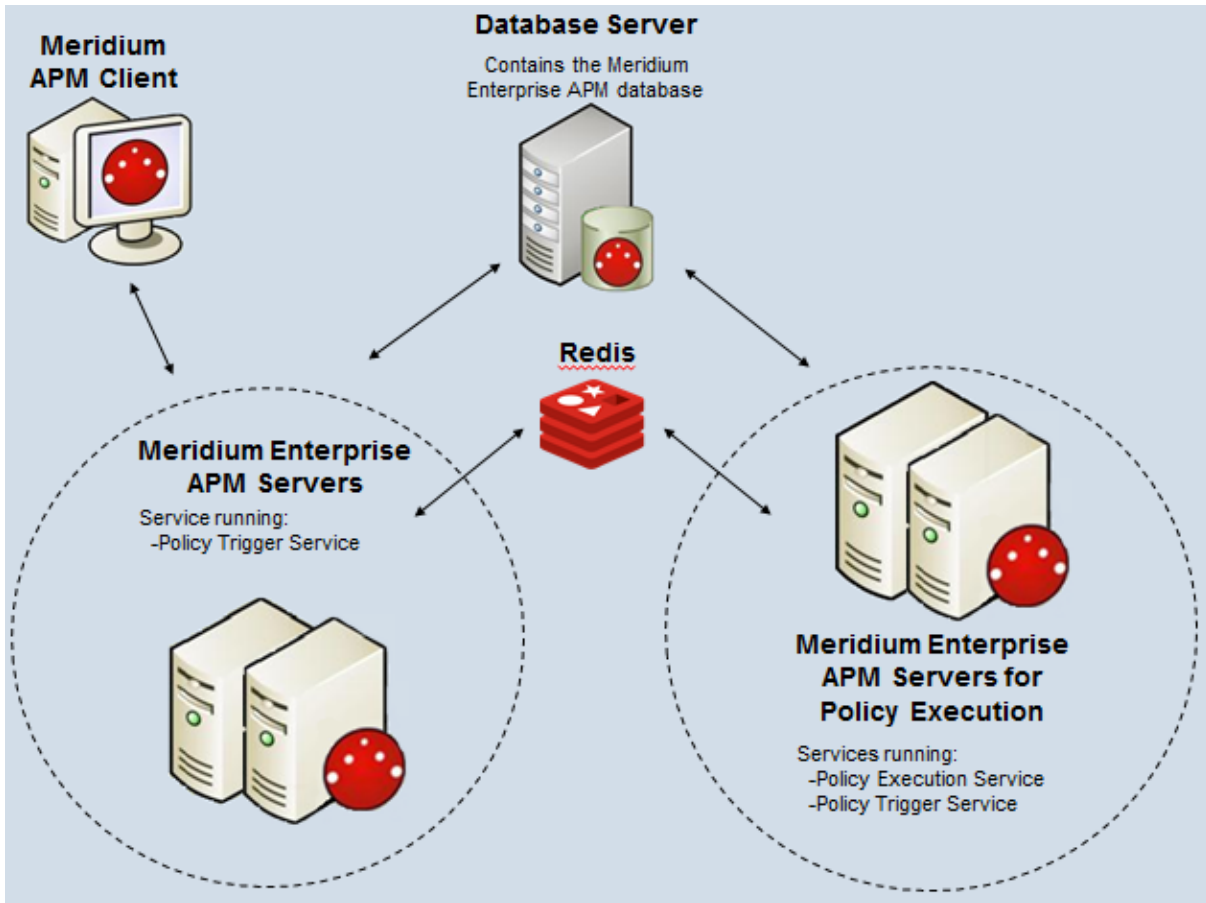 Meridium
APM Client
Database Server
Contains the Meridium
Enterprise APM database
Redis
Meridium Enterprise
APM Servers
Service running:
-Policy Trigger Service
Meridium Enterprise
APM Servers for
Policy Execution
Services running:
-Policy Execution Service
-Policy Trigger Service